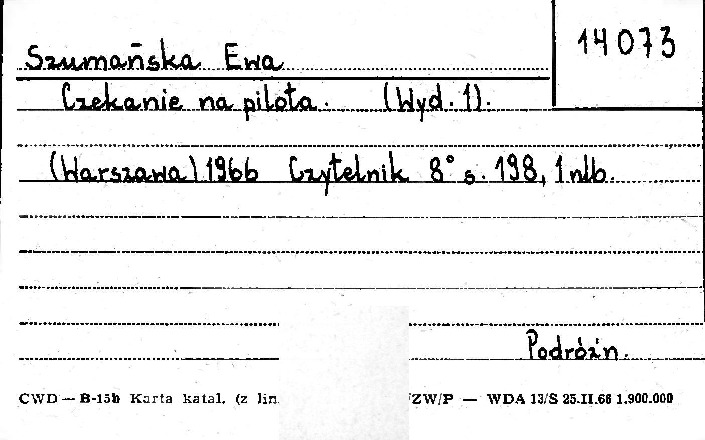 14073
Szumańska Ewa
Czekanie na pilota. (Wyd. 1).
(Warszawa) 1966 Czytelnik 8° s. 198, 1 nlb.
Podróżn.
CWD — B-15b Karta katal. (z lin /ZW/P — WDA 13/S 25.II.66 1.900.000